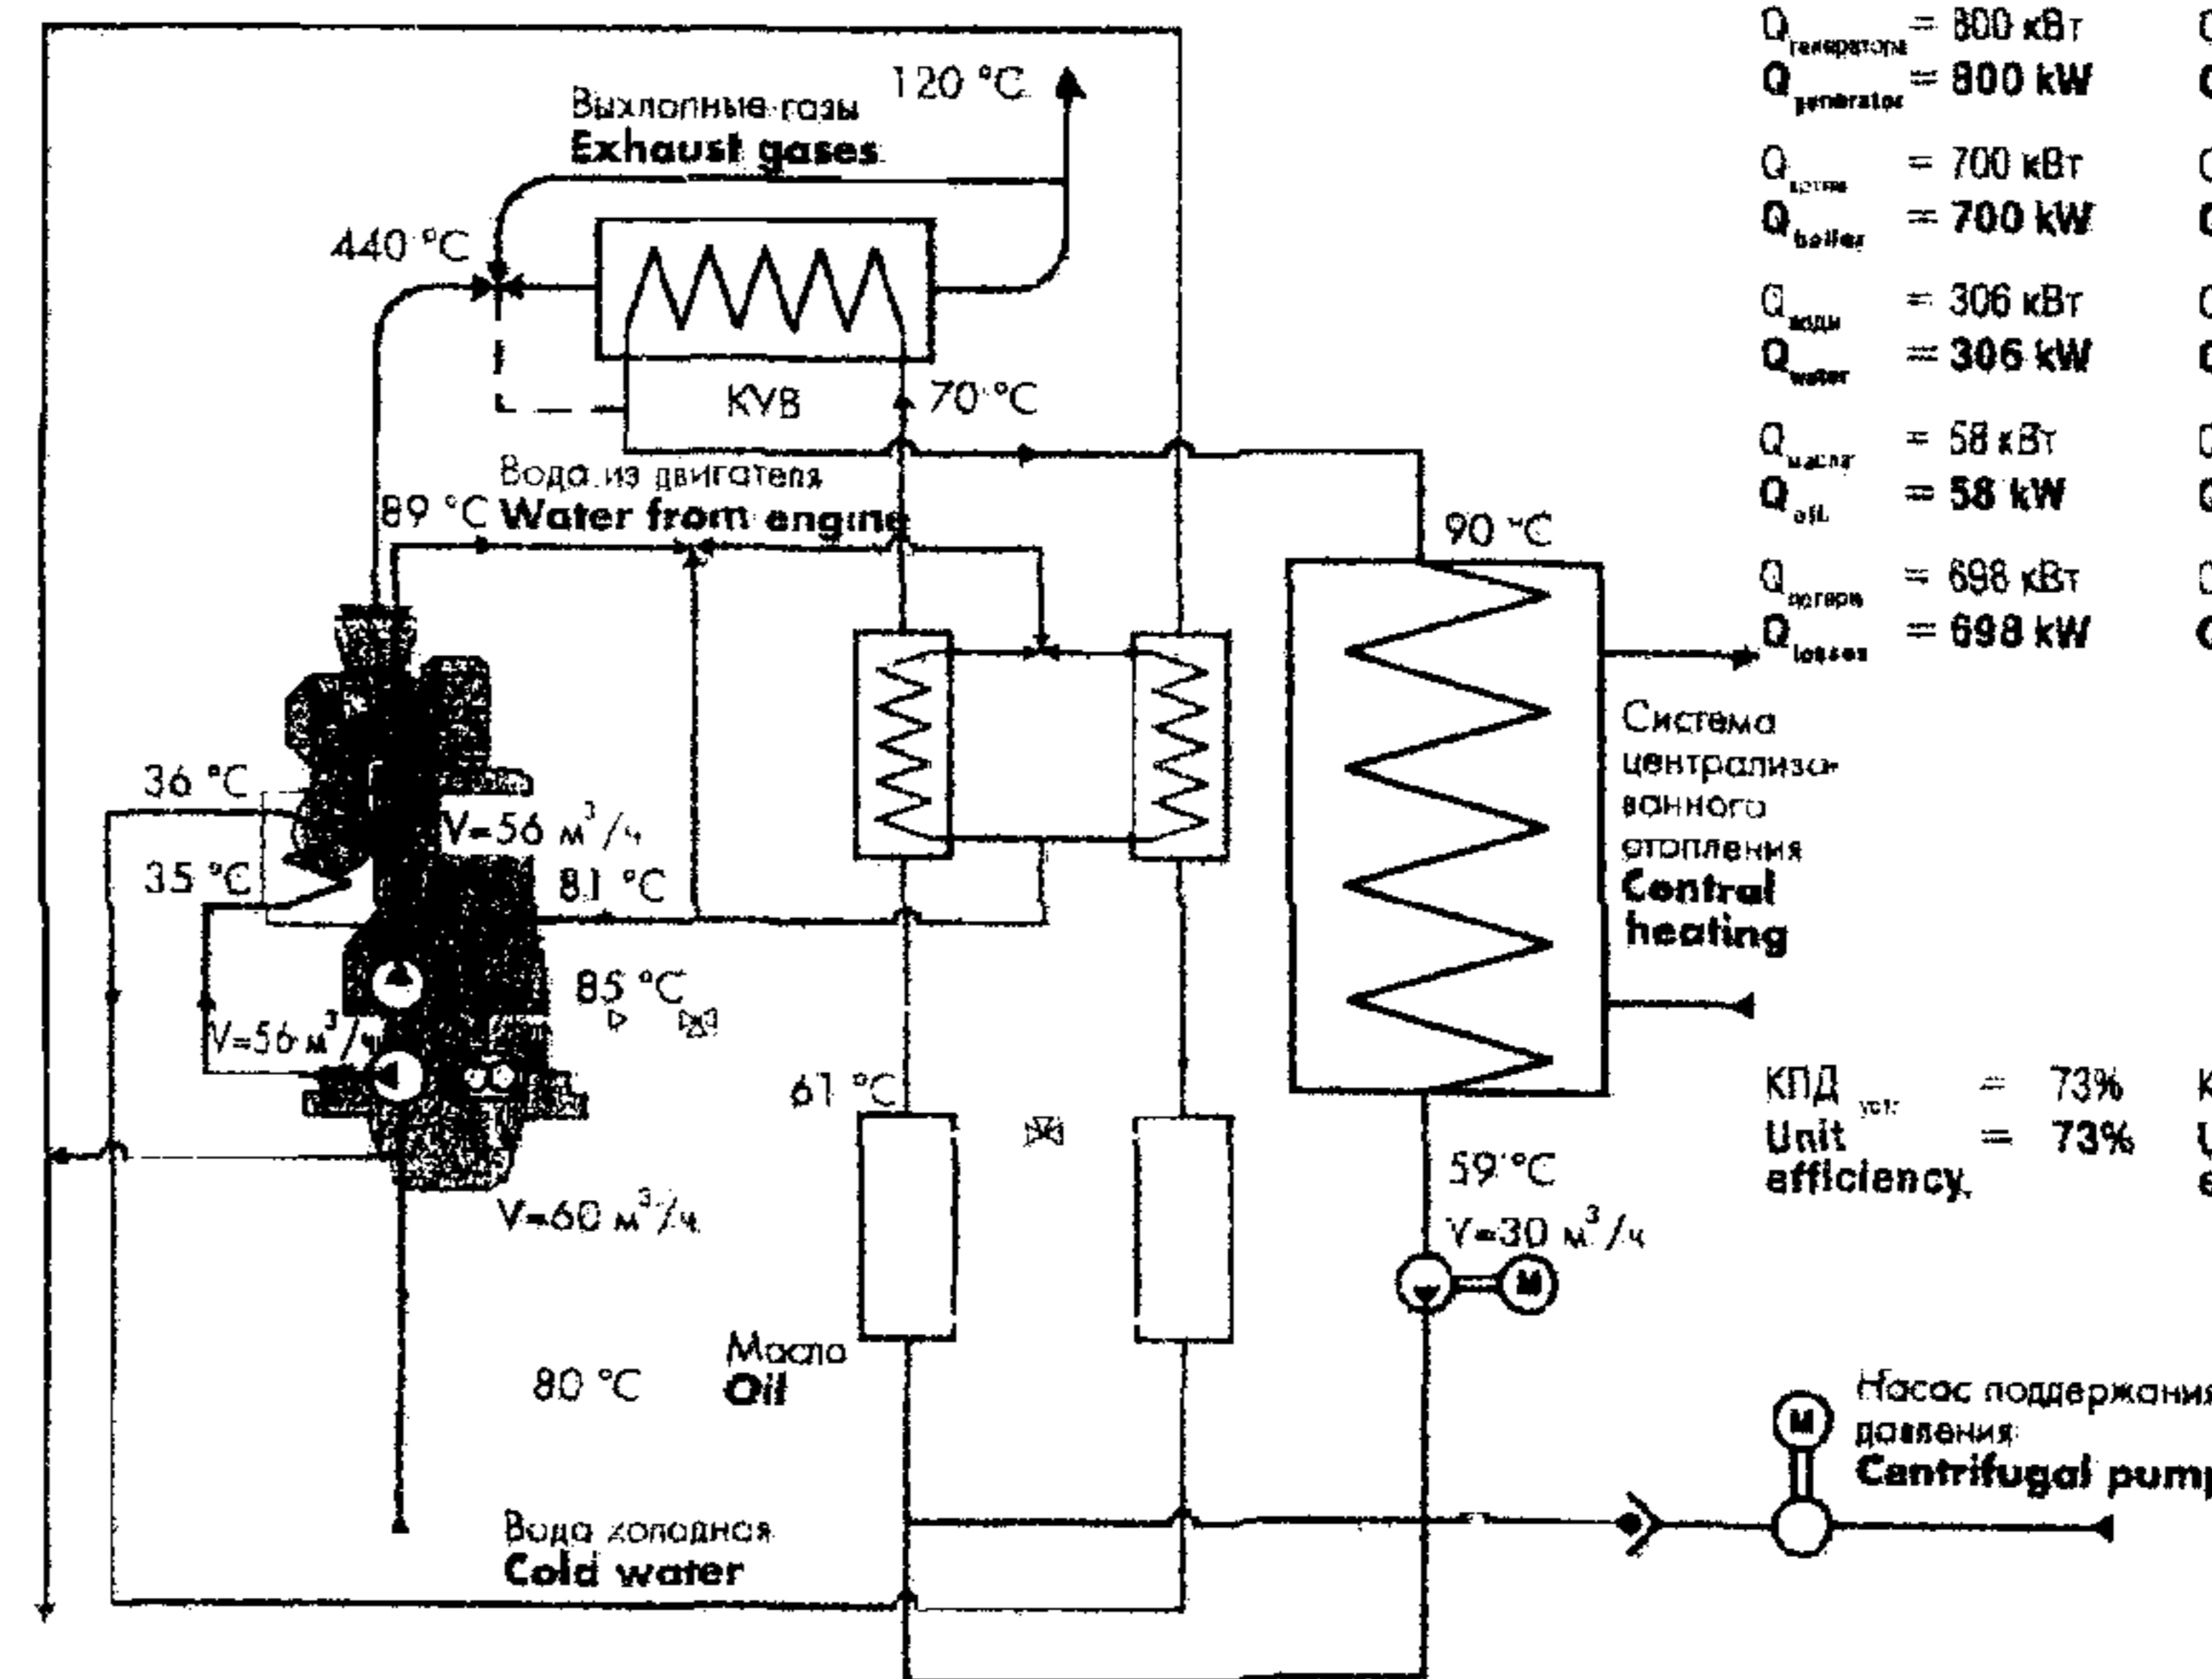 120 °C
Выхлопные газы
Exhaust gases
440 °C
КУВ
70 °C
Вода из двигателя
89 °C Water from engine
90 °C
36 °C
V=56 м³/ч
35 °C
81 °C
85 °C
V=56 м³/ч
61 °C
V=60 м³/ч
59 °C
V=30 м³/ч
M
80 °C
Масло
Oil
Вода холодная
Cold water
Система
централизо-
ванного
отопления
Central
heating
Q генератора = 800 кВт
Q generator = 800 kW
Q = 700 кВт
Q boiler = 700 kW
Q воды = 306 кВт
Q water = 306 kW
Q масла = 58 кВт
Q oil = 58 kW
Q потери = 698 кВт
Q losses = 698 kW
КПД уст. = 73%
Unit = 73%
efficiency
M
Насос поддержания
давления
Centrifugal pump